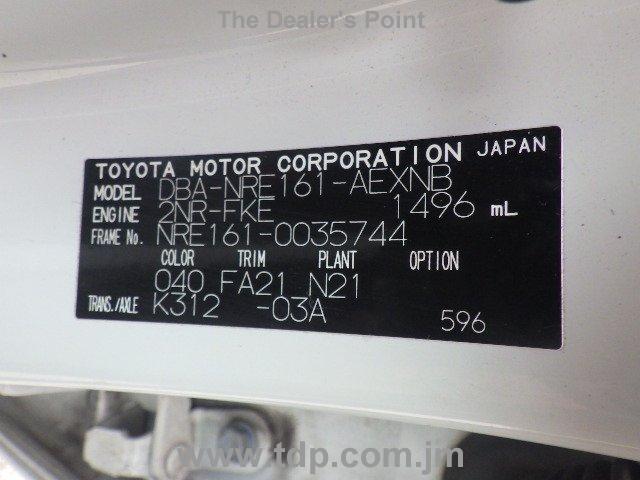 The Dealer's Point
TOYOTA MOTOR CORPORATION JAPAN
MODEL DBA-NRE161-AEXNB
ENGINE 2NR-FKE 1496 mL
FRAME No. NRE161-0035744
COLOR TRIM PLANT OPTION
040 FA21 N21
TRANS./AXLE K312 -03A
596
www.tdp.com.jm